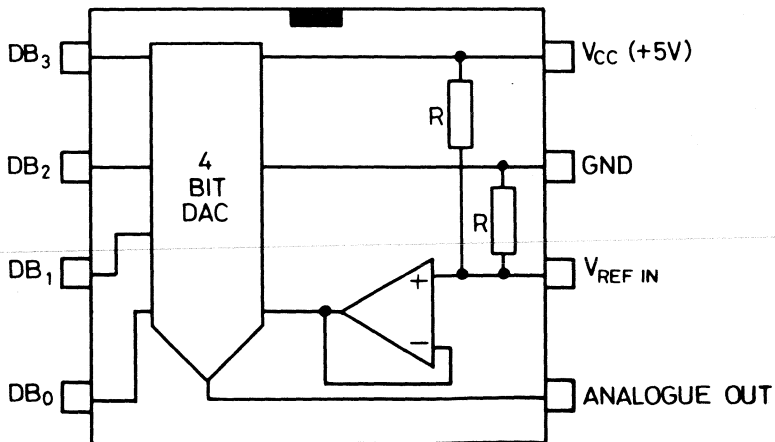 DB3
DB2
DB1
DB0
4
BIT
DAC
R
R
+
−
VCC (+5V)
GND
VREF IN
ANALOGUE OUT